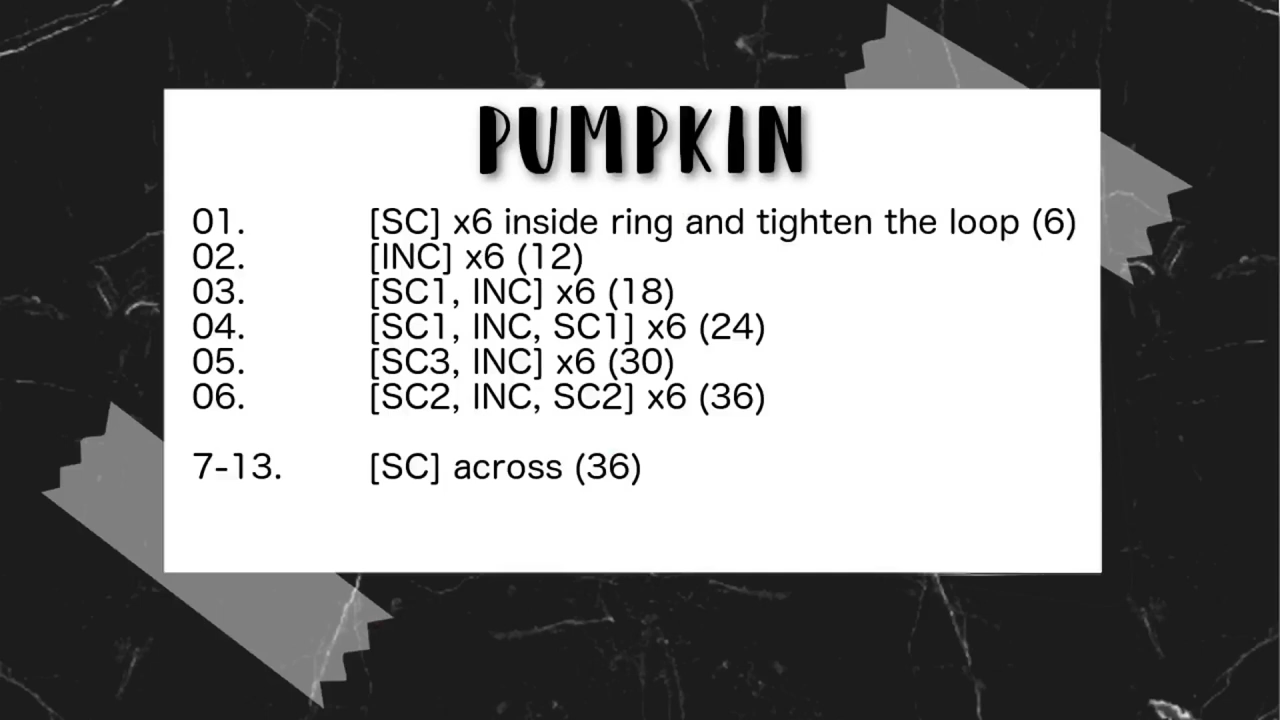 PUMPKIN
01. [SC] x6 inside ring and tighten the loop (6)
02. [INC] x6 (12)
03. [SC1, INC] x6 (18)
04. [SC1, INC, SC1] x6 (24)
05. [SC3, INC] x6 (30)
06. [SC2, INC, SC2] x6 (36)
7-13. [SC] across (36)